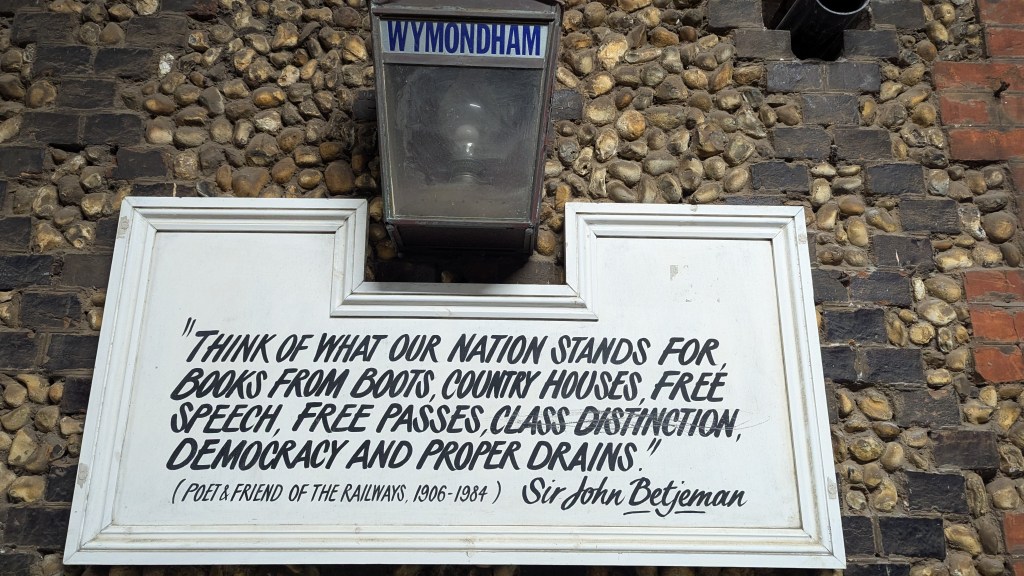 WYMONDHAM
"THINK OF WHAT OUR NATION STANDS FOR,
BOOKS FROM BOOTS, COUNTRY HOUSES, FREE
SPEECH, FREE PASSES, CLASS DISTINCTION,
DEMOCRACY AND PROPER DRAINS."
(POET & FRIEND OF THE RAILWAYS, 1906-1984) Sir John Betjeman